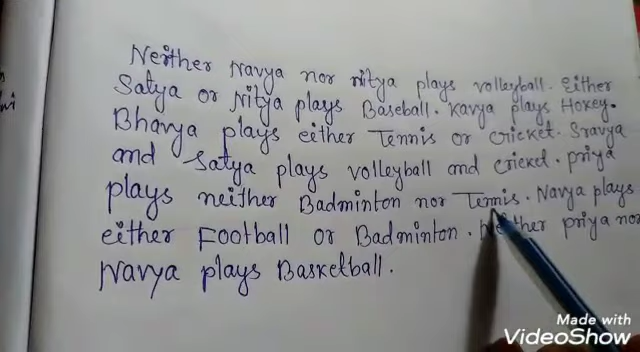 Neither Navya nor nitya plays volleyball. Either
Satya or Nitya plays Baseball. Kavya plays Hokey.
Bhavya plays either Tennis or cricket. Sravya
and Satya plays volleyball and cricket. priya
plays neither Badminton nor Tennis. Navya plays
either Football or Badminton. Neither priya nor
Navya plays Basketball.
Made with
VideoShow